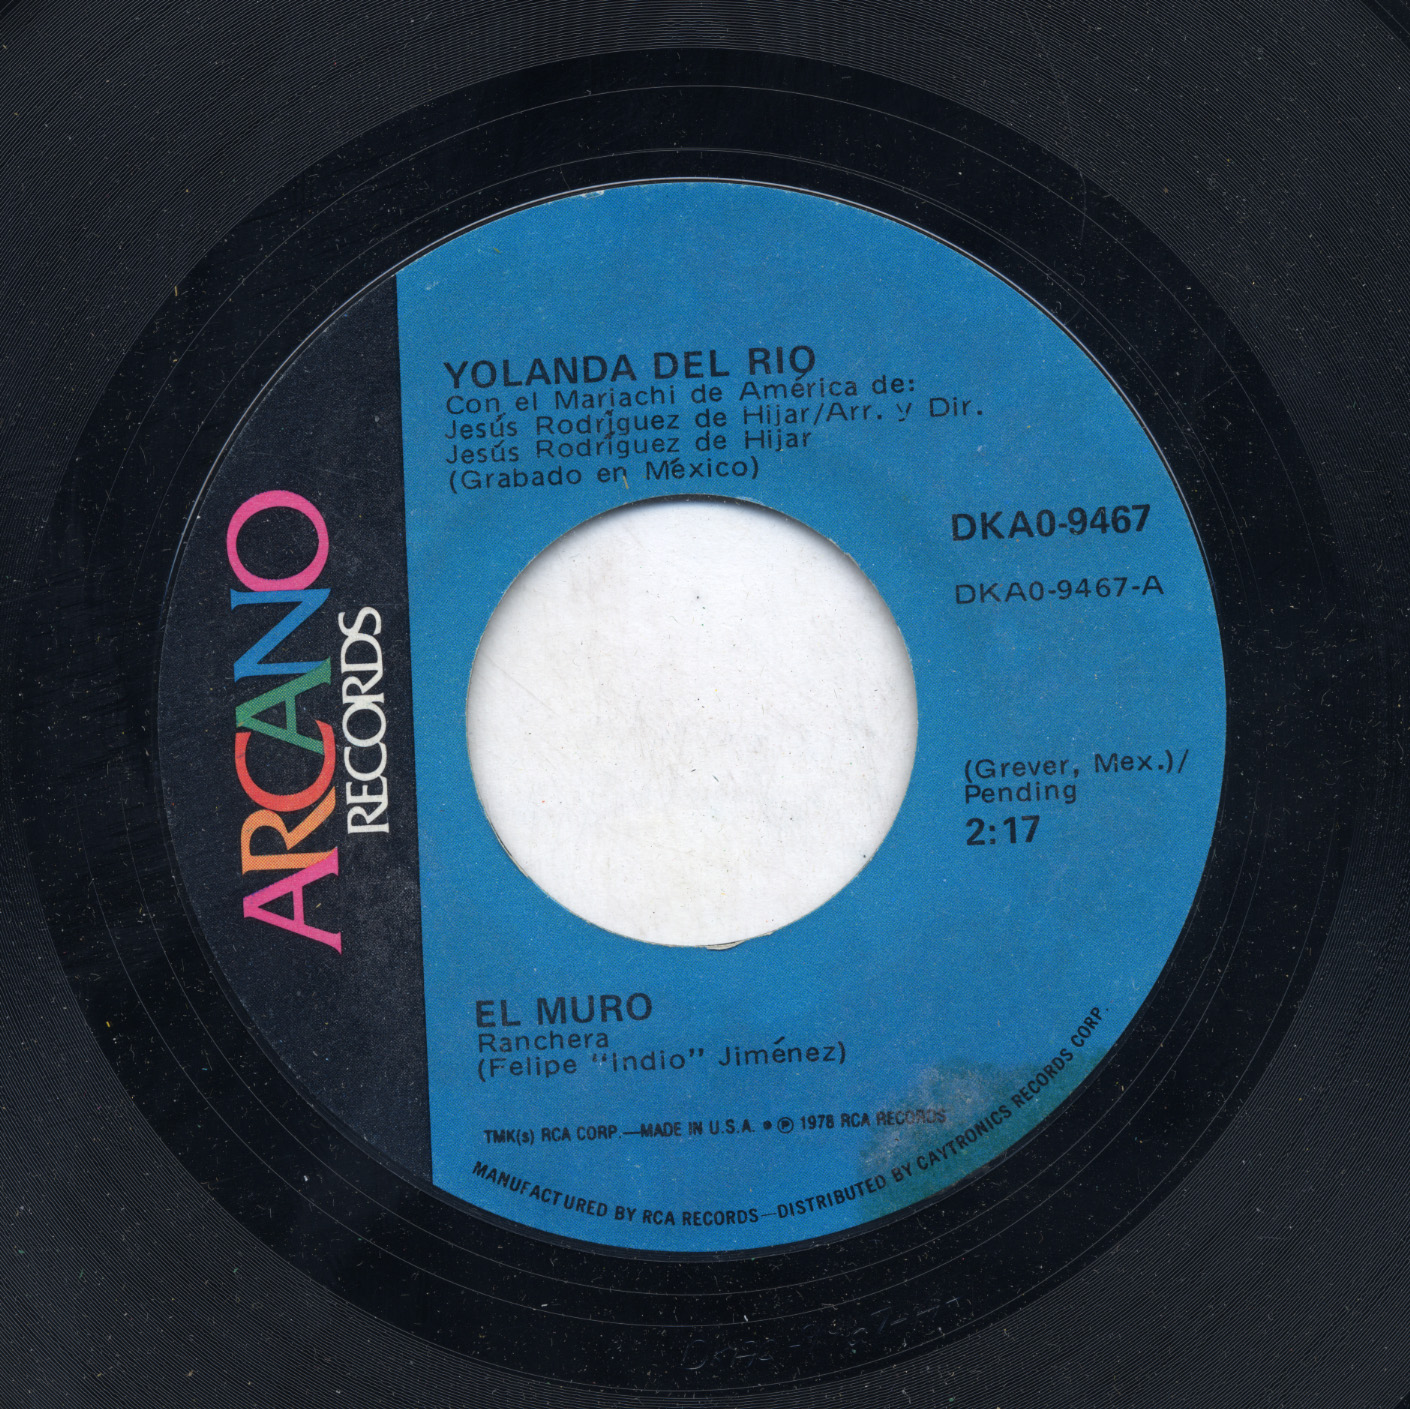 ARCANO
RECORDS
YOLANDA DEL RIO
Con el Mariachi de América de:
Jesús Rodríguez de Hijar/Arr. y Dir.
Jesús Rodríguez de Hijar
(Grabado en México)
DKA0-9467
DKA0-9467-A
(Grever, Mex.)/
Pending
2:17
EL MURO
Ranchera
(Felipe "Indio" Jiménez)
TMK(s) RCA CORP.—MADE IN U.S.A. • ℗ 1978 RCA RECORDS
MANUFACTURED BY RCA RECORDS—DISTRIBUTED BY CAYTRONICS RECORDS CORP.